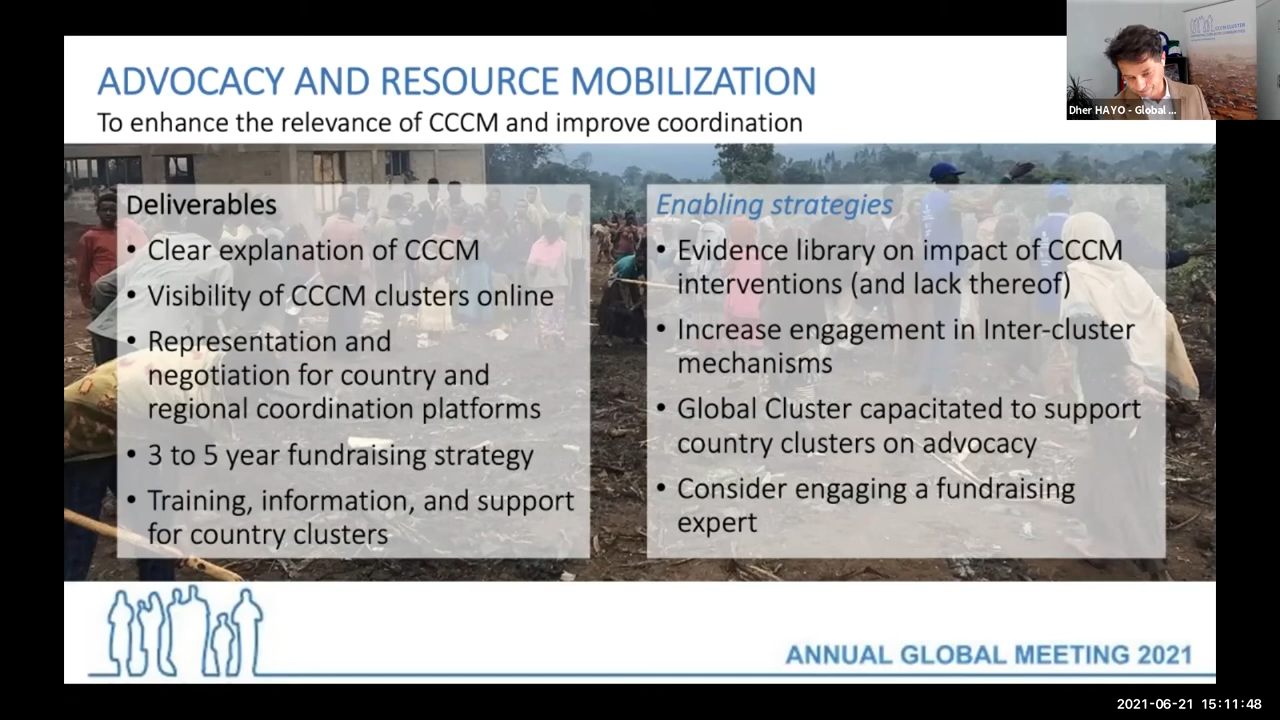 ADVOCACY AND RESOURCE MOBILIZATION
To enhance the relevance of CCCM and improve coordination
Dher HAYO - Global ...
Deliverables
• Clear explanation of CCCM
• Visibility of CCCM clusters online
• Representation and
negotiation for country and
regional coordination platforms
• 3 to 5 year fundraising strategy
• Training, information, and support
for country clusters
Enabling strategies
• Evidence library on impact of CCCM
interventions (and lack thereof)
• Increase engagement in Inter-cluster
mechanisms
• Global Cluster capacitated to support
country clusters on advocacy
• Consider engaging a fundraising
expert
ANNUAL GLOBAL MEETING 2021
2021-06-21 15:11:48